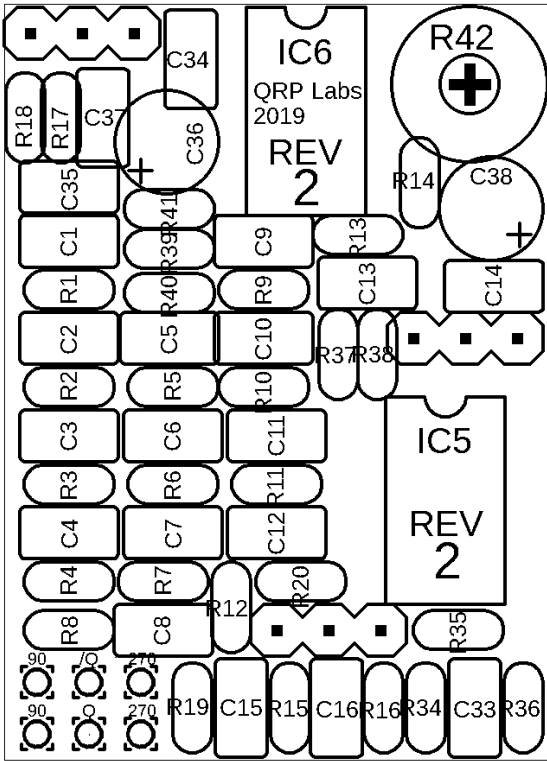 C34
IC6
R42
R18
R17
C37
C36
QRP Labs
2019
REV
2
R14
C38
C35
R41
C1
R39
C9
R13
R1
R40
R9
C13
C14
C2
C5
C10
R37
R38
R2
R5
R10
C3
C6
C11
IC5
R3
R6
R11
C4
C7
C12
REV
2
R4
R7
R12
R20
R8
C8
R35
90
/Q
270
90
Q
270
R19
C15
R15
C16
R16
R34
C33
R36